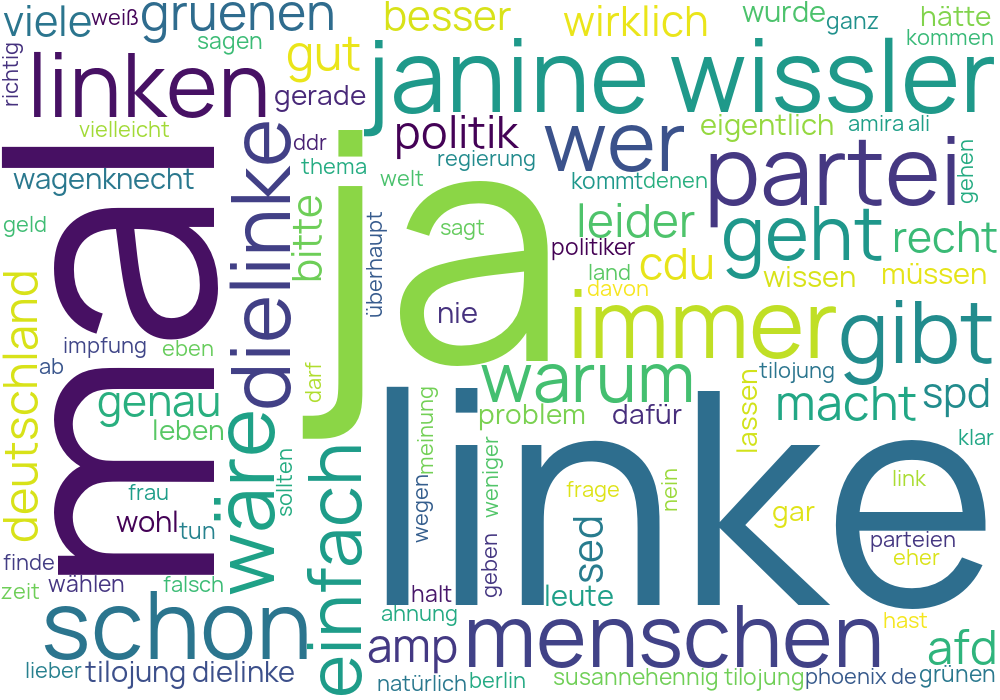 viele
weiß
gruenen
besser
wirklich
wurde
ganz
hätte
sagen
kommen
richtig
linken
gut
gerade
janine wissler
vielleicht
ddr
politik
wer
eigentlich
amira ali
mal
wagenknecht
dielinke
thema
regierung
welt
kommt
denen
partei
gehen
geld
bitte
überhaupt
ja
sagt
leider
geht
recht
politiker
land
cdu
wissen
müssen
davon
deutschland
nie
immer
gibt
impfung
eben
ab
darf
warum
tilojung
genau
leben
wäre
meinung
problem
dafür
lassen
macht
spd
klar
sollten
einfach
linke
wegen
weniger
frau
wohl
tun
frage
nein
gar
link
sed
parteien
eher
finde
zeit
wählen
falsch
geben
halt
leute
ahnung
hast
schon
amp
menschen
afd
lieber
tilojung dielinke
natürlich
berlin
susannehennig tilojung
phoenix de
grünen